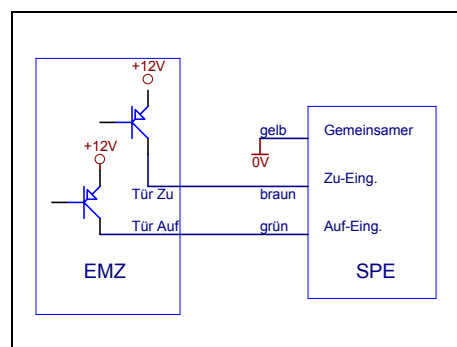 +12V
+12V
gelb Gemeinsamer
0V
Zu-Eing.
Tür Zu braun
Tür Auf grün Auf-Eing.
EMZ SPE